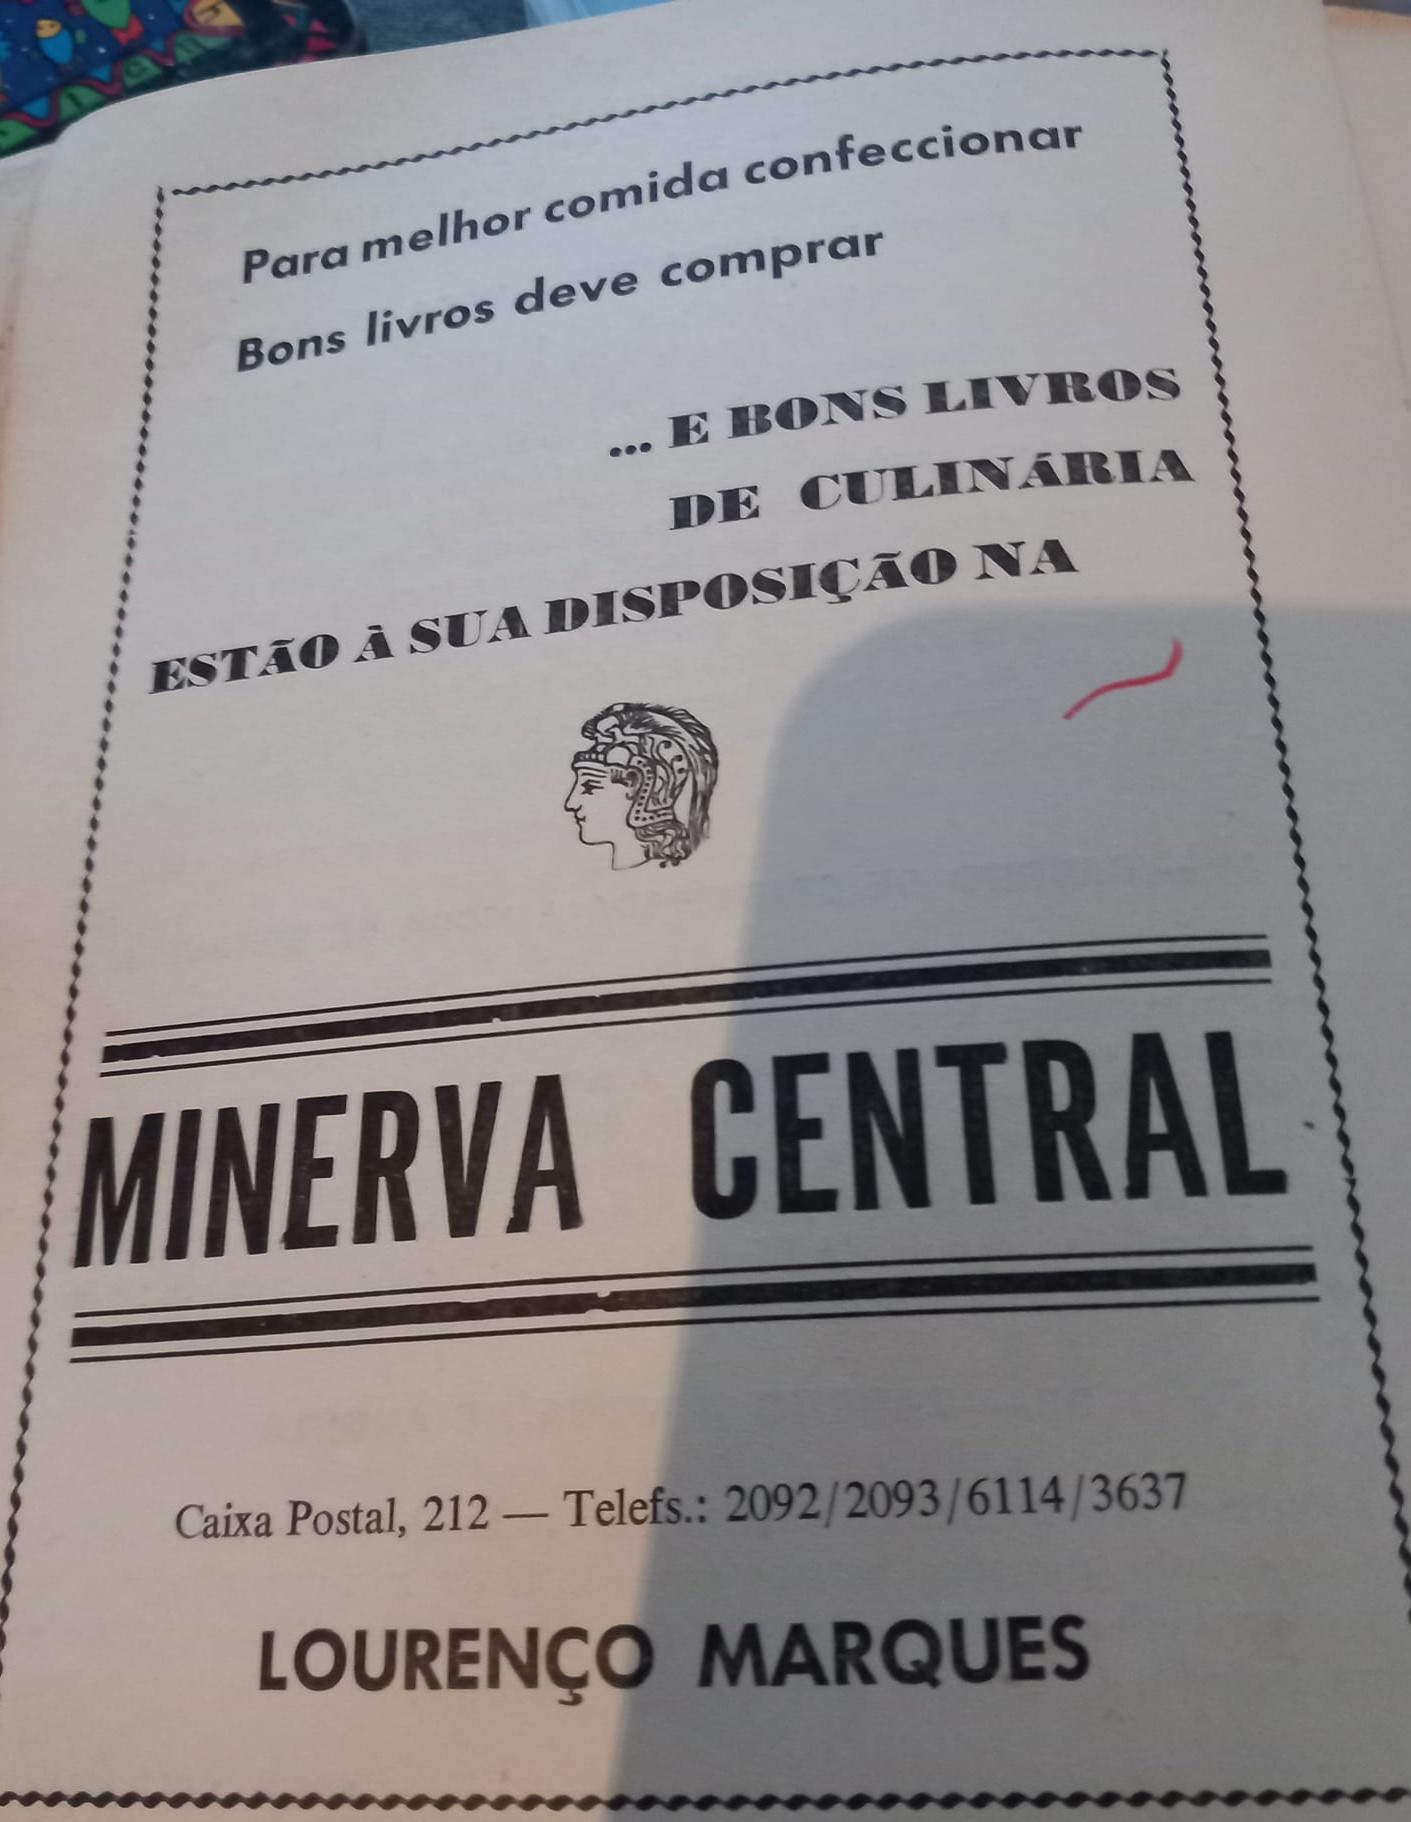 Para melhor comida confeccionar
Bons livros deve comprar
... E BONS LIVROS
DE CULINÁRIA
ESTÃO À SUA DISPOSIÇÃO NA
MINERVA CENTRAL
Caixa Postal, 212 — Telefs.: 2092/2093/6114/3637
LOURENÇO MARQUES